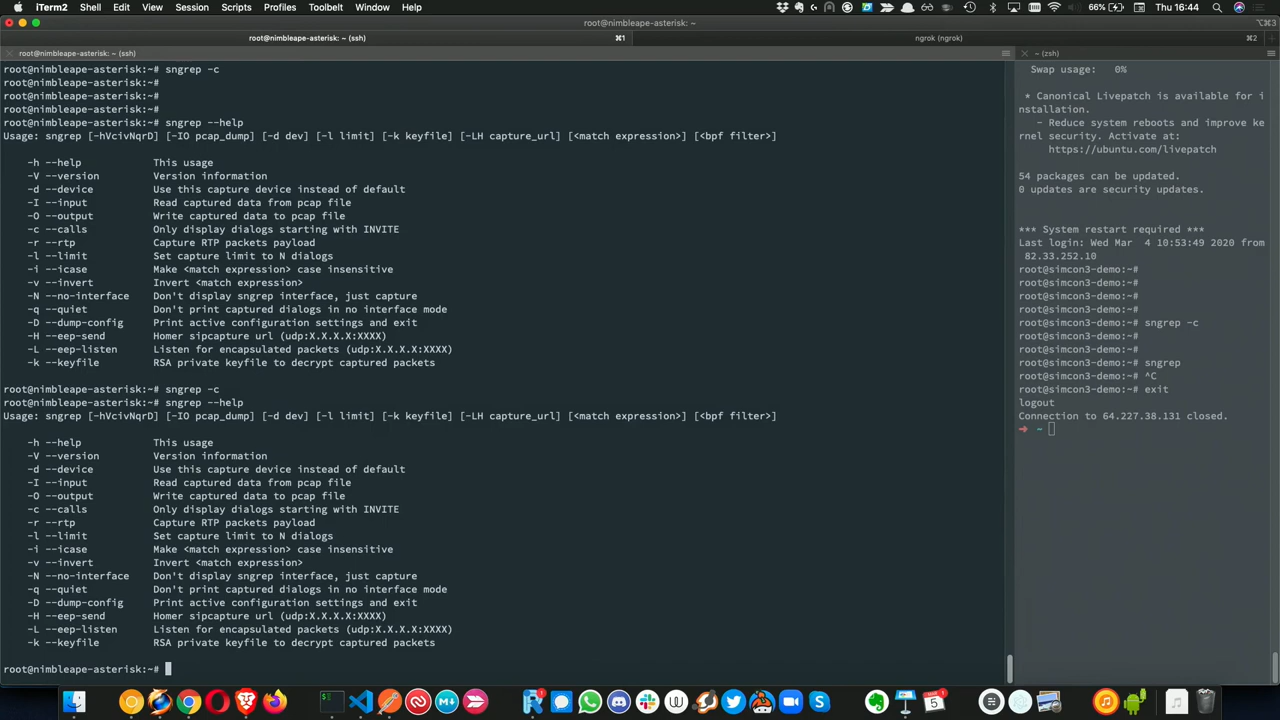 iTerm2 Shell Edit View Session Scripts Profiles Toolbelt Window Help 66% Thu 16:44
root@nimbleape-asterisk: ~
⌥⌘3
root@nimbleape-asterisk: ~ (ssh) ⌘1 ngrok (ngrok) ⌘2
root@nimbleape-asterisk: ~ (ssh)
root@nimbleape-asterisk:~# sngrep -c
root@nimbleape-asterisk:~#
root@nimbleape-asterisk:~#
root@nimbleape-asterisk:~#
root@nimbleape-asterisk:~# sngrep --help
Usage: sngrep [-hVcivNqrD] [-IO pcap_dump] [-d dev] [-l limit] [-k keyfile] [-LH capture_url] [<match expression>] [<bpf filter>]
-h --help This usage
-V --version Version information
-d --device Use this capture device instead of default
-I --input Read captured data from pcap file
-O --output Write captured data to pcap file
-c --calls Only display dialogs starting with INVITE
-r --rtp Capture RTP packets payload
-l --limit Set capture limit to N dialogs
-i --icase Make <match expression> case insensitive
-v --invert Invert <match expression>
-N --no-interface Don't display sngrep interface, just capture
-q --quiet Don't print captured dialogs in no interface mode
-D --dump-config Print active configuration settings and exit
-H --eep-send Homer sipcapture url (udp:X.X.X.X:XXXX)
-L --eep-listen Listen for encapsulated packets (udp:X.X.X.X:XXXX)
-k --keyfile RSA private keyfile to decrypt captured packets
root@nimbleape-asterisk:~# sngrep -c
root@nimbleape-asterisk:~# sngrep --help
Usage: sngrep [-hVcivNqrD] [-IO pcap_dump] [-d dev] [-l limit] [-k keyfile] [-LH capture_url] [<match expression>] [<bpf filter>]
-h --help This usage
-V --version Version information
-d --device Use this capture device instead of default
-I --input Read captured data from pcap file
-O --output Write captured data to pcap file
-c --calls Only display dialogs starting with INVITE
-r --rtp Capture RTP packets payload
-l --limit Set capture limit to N dialogs
-i --icase Make <match expression> case insensitive
-v --invert Invert <match expression>
-N --no-interface Don't display sngrep interface, just capture
-q --quiet Don't print captured dialogs in no interface mode
-D --dump-config Print active configuration settings and exit
-H --eep-send Homer sipcapture url (udp:X.X.X.X:XXXX)
-L --eep-listen Listen for encapsulated packets (udp:X.X.X.X:XXXX)
-k --keyfile RSA private keyfile to decrypt captured packets
root@nimbleape-asterisk:~#
~ (zsh)
Swap usage: 0%
* Canonical Livepatch is available for i
nstallation.
- Reduce system reboots and improve ke
rnel security. Activate at:
https://ubuntu.com/livepatch
54 packages can be updated.
0 updates are security updates.
*** System restart required ***
Last login: Wed Mar 4 10:53:49 2020 from
82.33.252.10
root@simcon3-demo:~#
root@simcon3-demo:~#
root@simcon3-demo:~#
root@simcon3-demo:~#
root@simcon3-demo:~# sngrep -c
root@simcon3-demo:~#
root@simcon3-demo:~#
root@simcon3-demo:~# sngrep
root@simcon3-demo:~# ^C
root@simcon3-demo:~# exit
logout
Connection to 64.227.38.131 closed.
➜ ~